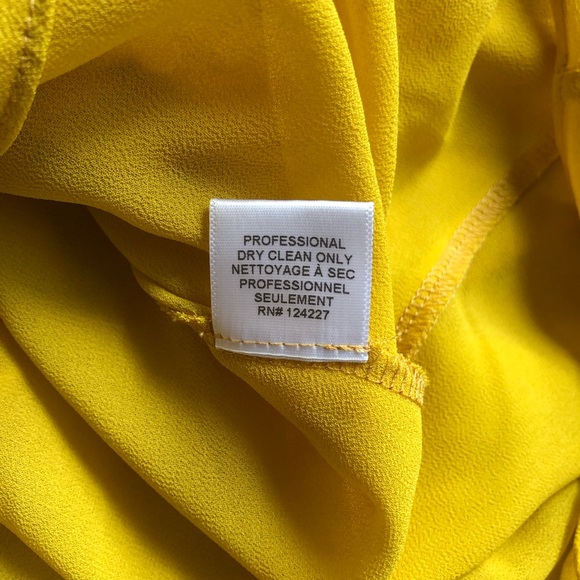 PROFESSIONAL
DRY CLEAN ONLY
NETTOYAGE À SEC
PROFESSIONNEL
SEULEMENT
RN# 124227